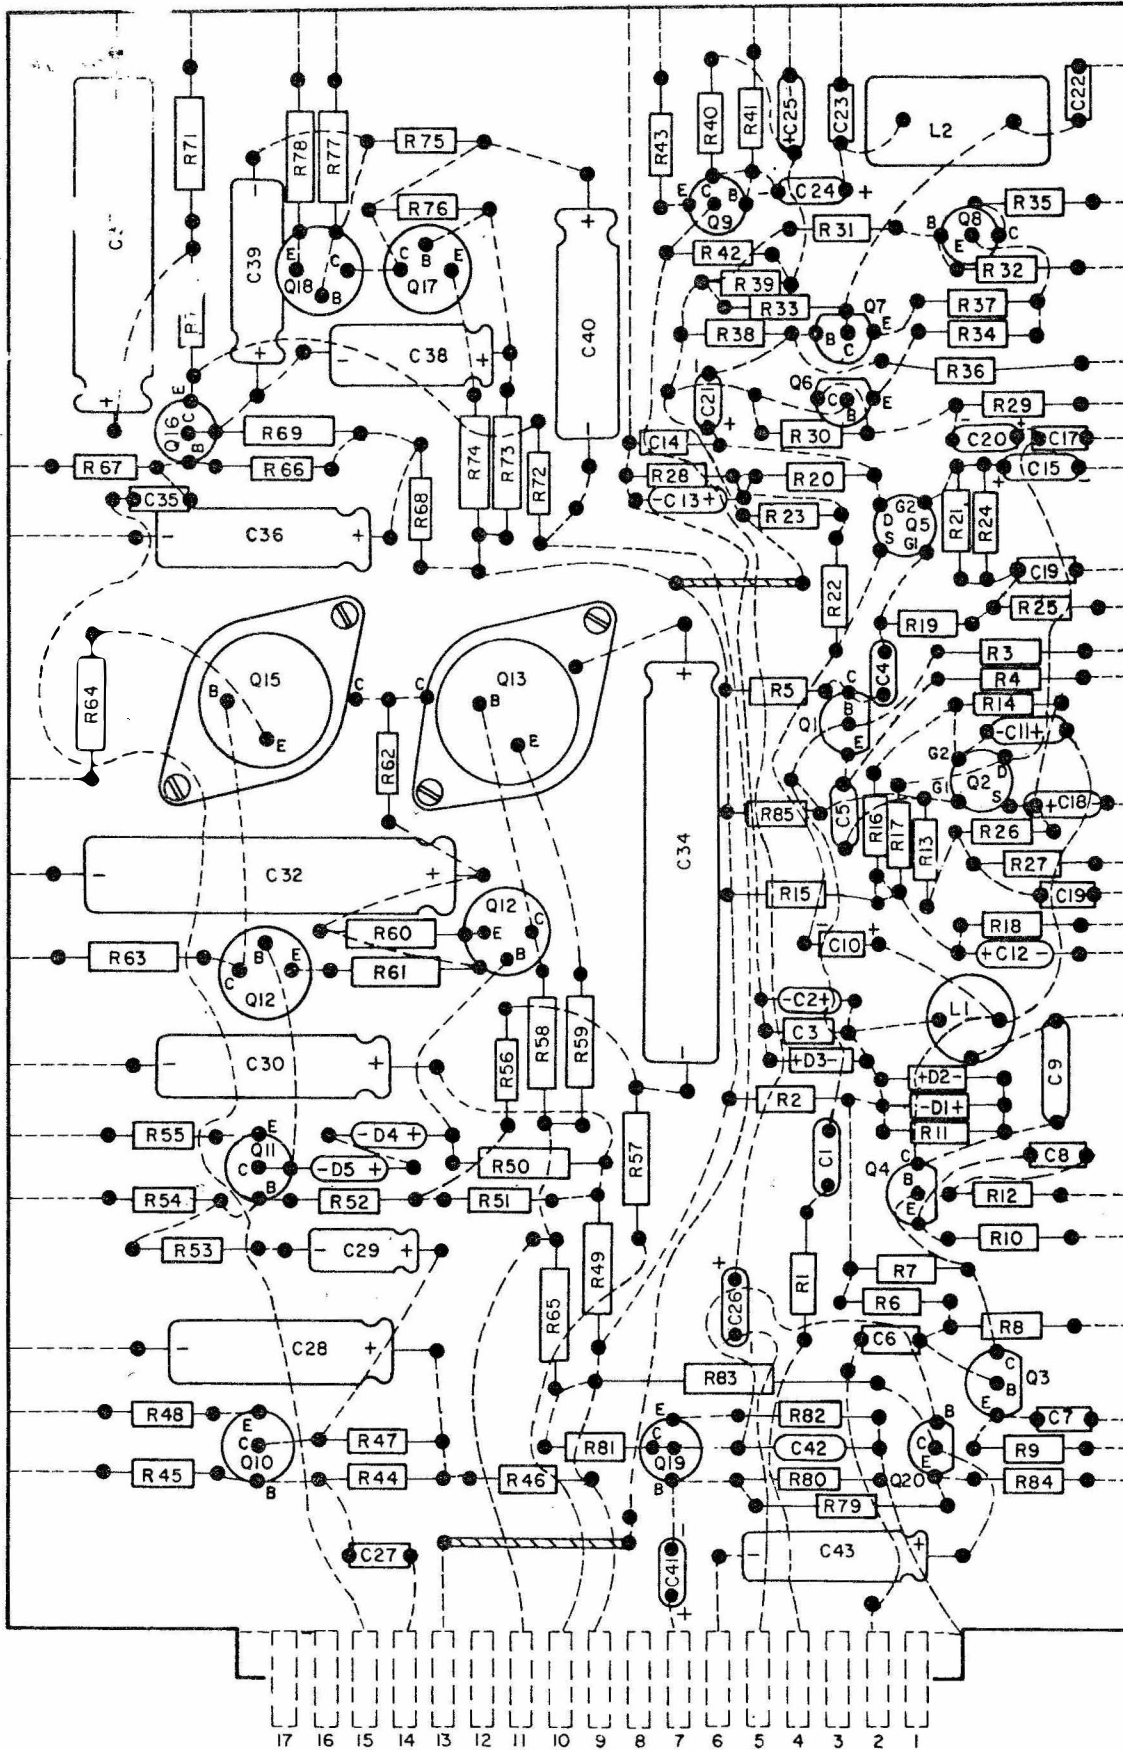 C22
R71
R78
R77
R75
R43
R40
R41
C25
+
C23
L2
R76
C39
-
+
E
Q18
C
B
C
B
E
Q17
E
C
B
Q9
C24
+
R31
B
Q8
E
C
R35
R42
R32
R39
R33
R37
Q7
B
C
E
R38
R34
R36
-
C38
+
+
C40
-
+
E
C
Q16
B
R69
R66
R67
C35
-
C36
+
R68
R74
R73
R72
C21
+
Q6
C
B
E
R29
R30
C14
C20
-
+
C17
R28
R20
+
C15
-
-C13+
R23
D
S
G2
Q5
G1
R21
R24
R22
C19
R25
R19
R3
R4
C4
R14
R64
Q15
B
E
C
C
Q13
B
E
R62
+
C34
-
R5
C
B
Q1
E
-C11+
G2
D
Q2
G1
S
R85
C5
R16
R17
R13
+
C18
R26
R27
C19
R15
-
C32
+
Q12
E
C
B
R60
R63
B
E
C
Q12
R61
R58
R59
R56
-
C10
+
R18
+C12-
-C2+
L1
C3
+D3-
-
C30
+
+D2-
-D1+
R11
C9
R2
C1
R55
E
Q11
C
B
-D4+
-D5+
R50
R57
C
Q4
B
E
C8
R12
R10
R54
R52
R51
R53
-
C29
+
R49
R65
+
C26
R1
R7
R6
R8
C6
-
C28
+
R83
C
Q3
B
E
R48
E
C
Q10
B
R47
R45
R44
R46
R81
E
C
Q19
B
R82
C42
R80
R79
B
C
E
Q20
C7
R9
R84
C27
-
C41
+
-
C43
+
17 16 15 14 13 12 11 10 9 8 7 6 5 4 3 2 1